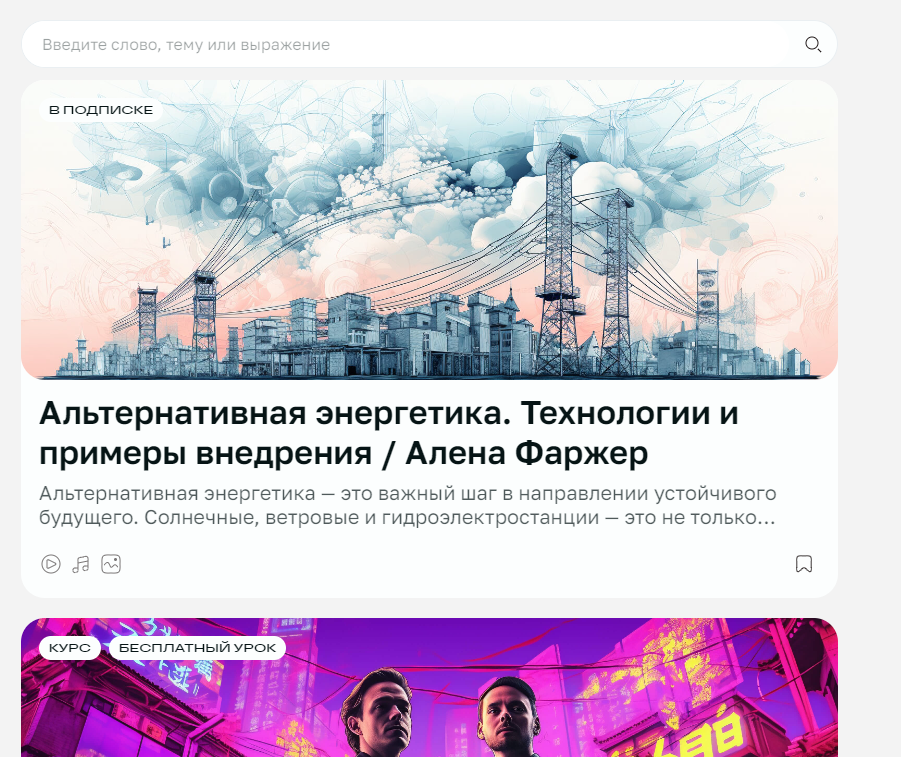 Введите слово, тему или выражение
В ПОДПИСКЕ
Альтернативная энергетика. Технологии и
примеры внедрения / Алена Фаржер
Альтернативная энергетика — это важный шаг в направлении устойчивого
будущего. Солнечные, ветровые и гидроэлектростанции — это не только...
КУРС
БЕСПЛАТНЫЙ УРОК